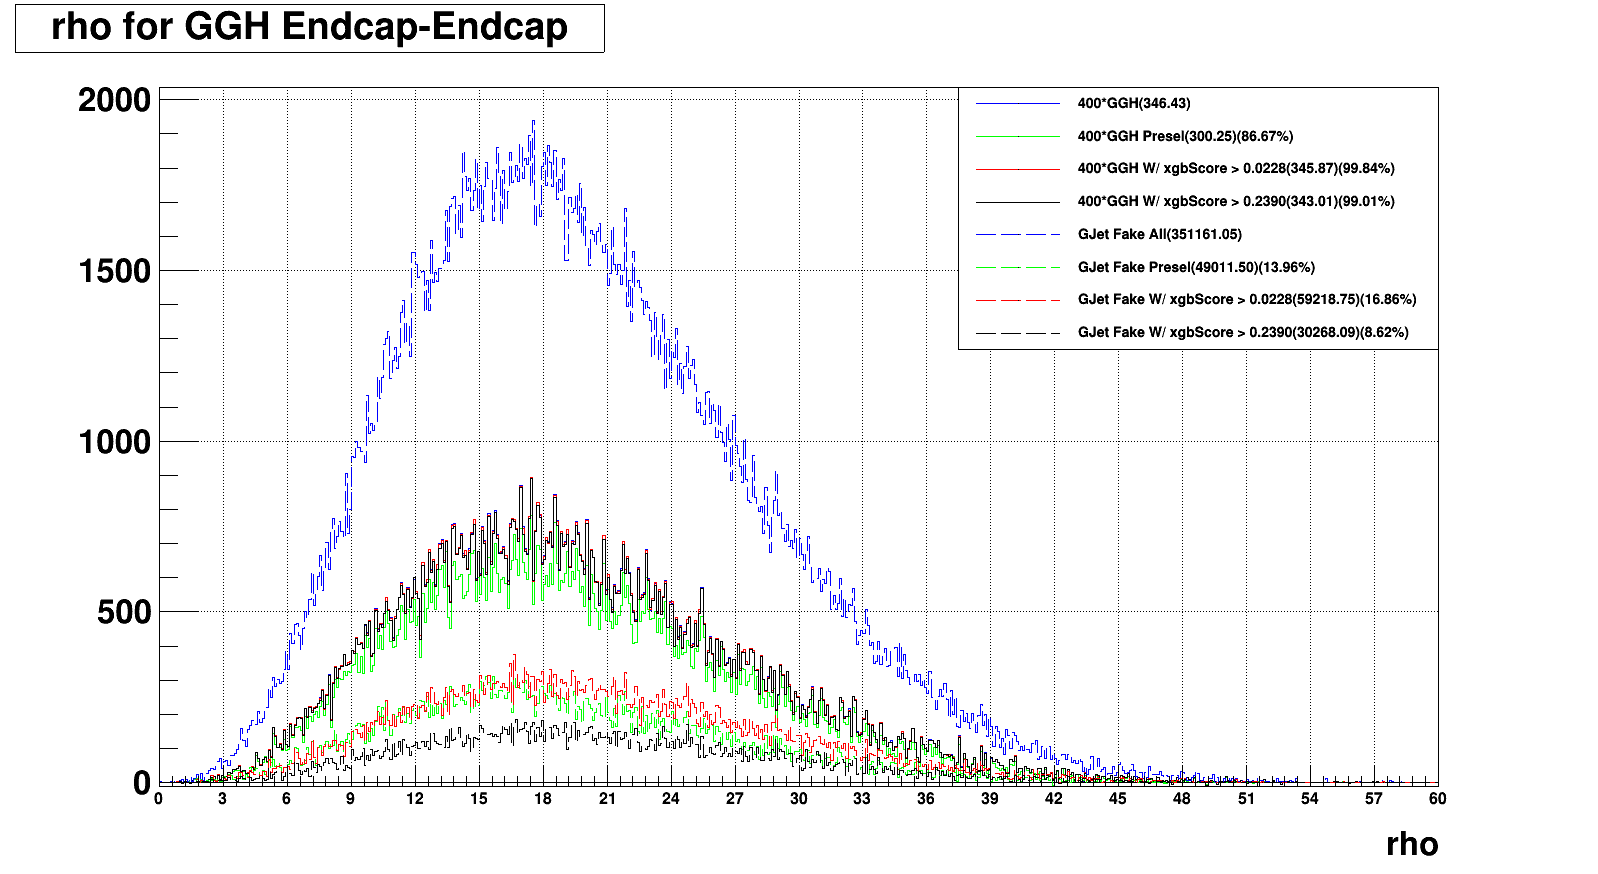 rho for GGH Endcap-Endcap
2000
1500
1000
500
0
400*GGH(346.43)
400*GGH Presel(300.25)(86.67%)
400*GGH W/ xgbScore > 0.0228(345.87)(99.84%)
400*GGH W/ xgbScore > 0.2390(343.01)(99.01%)
GJet Fake All(351161.05)
GJet Fake Presel(49011.50)(13.96%)
GJet Fake W/ xgbScore > 0.0228(59218.75)(16.86%)
GJet Fake W/ xgbScore > 0.2390(30268.09)(8.62%)
0 3 6 9 12 15 18 21 24 27 30 33 36 39 42 45 48 51 54 57 60
rho